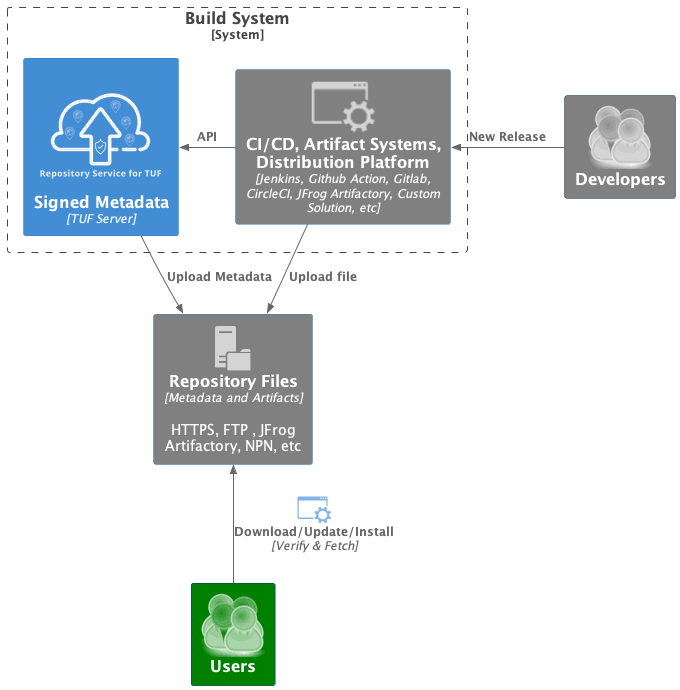 Build System
[System]
Repository Service for TUF
Signed Metadata
[TUF Server]
API
CI/CD, Artifact Systems,
Distribution Platform
[Jenkins, Github Action, Gitlab,
CircleCI, JFrog Artifactory, Custom
Solution, etc]
New Release
Developers
Upload Metadata
Upload file
Repository Files
[Metadata and Artifacts]
HTTPS, FTP , JFrog
Artifactory, NPN, etc
Download/Update/Install
[Verify & Fetch]
Users